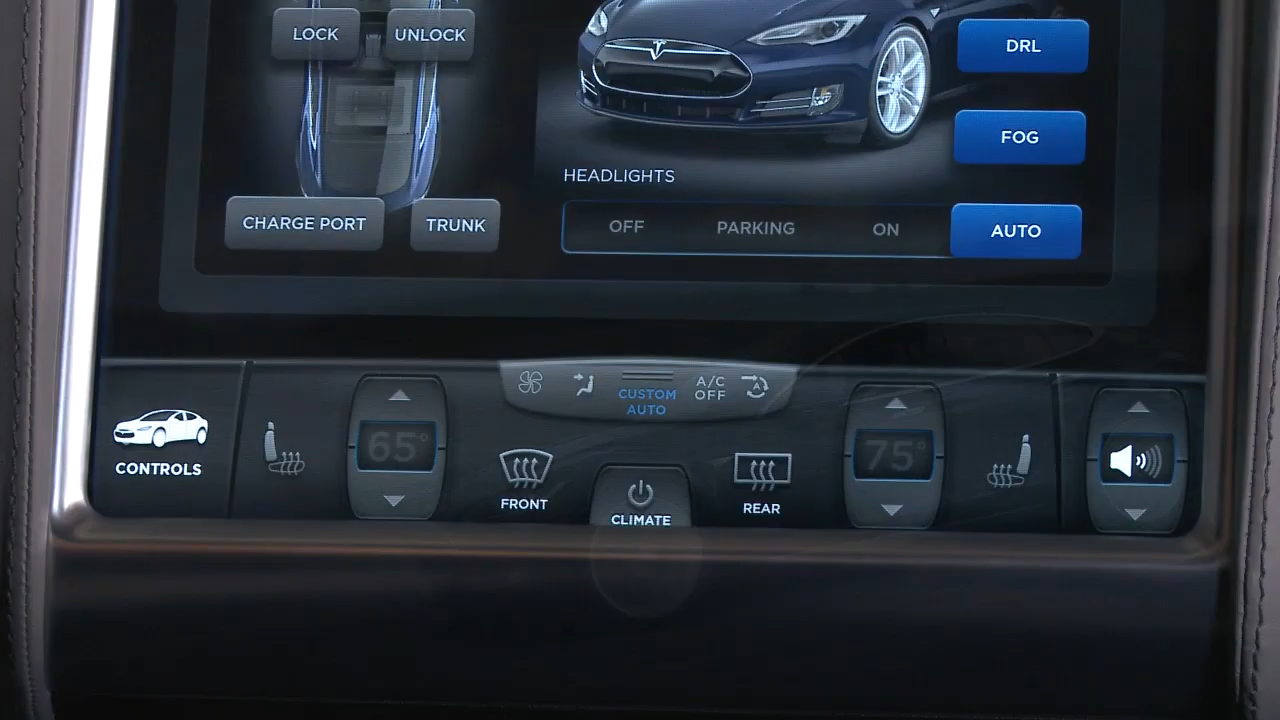 LOCK
UNLOCK
DRL
FOG
HEADLIGHTS
CHARGE PORT
TRUNK
OFF
PARKING
ON
AUTO
CUSTOM
AUTO
A/C
OFF
A
65°
75°
CONTROLS
FRONT
CLIMATE
REAR